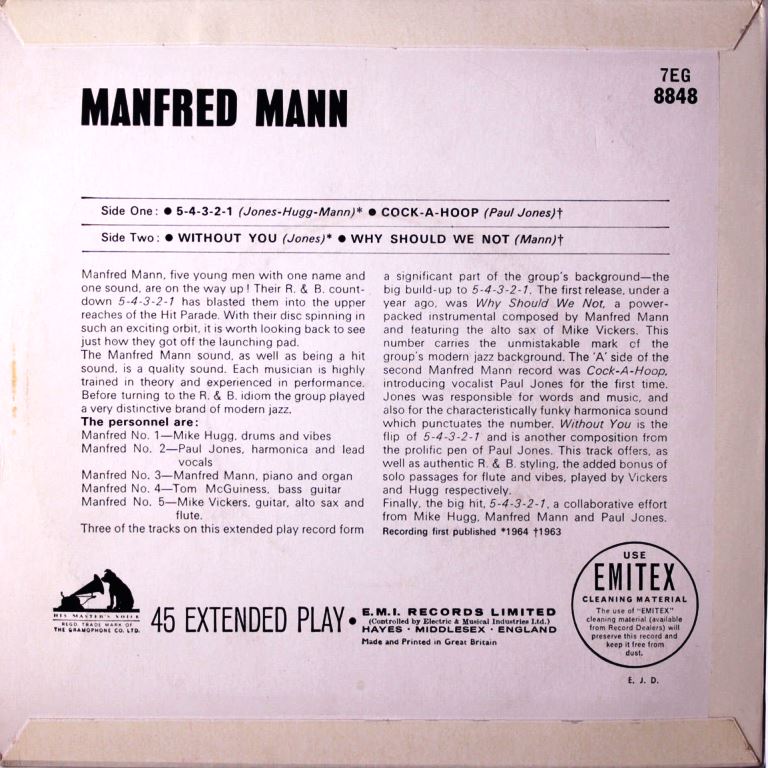 MANFRED MANN
7EG
8848
Side One: ● 5-4-3-2-1 (Jones-Hugg-Mann)* ● COCK-A-HOOP (Paul Jones)†
Side Two: ● WITHOUT YOU (Jones)* ● WHY SHOULD WE NOT (Mann)†
Manfred Mann, five young men with one name and
one sound, are on the way up! Their R. & B. count-
down 5-4-3-2-1 has blasted them into the upper
reaches of the Hit Parade. With their disc spinning in
such an exciting orbit, it is worth looking back to see
just how they got off the launching pad.
The Manfred Mann sound, as well as being a hit
sound, is a quality sound. Each musician is highly
trained in theory and experienced in performance.
Before turning to the R. & B. idiom the group played
a very distinctive brand of modern jazz.
The personnel are:
Manfred No. 1—Mike Hugg, drums and vibes
Manfred No. 2—Paul Jones, harmonica and lead
vocals
Manfred No. 3—Manfred Mann, piano and organ
Manfred No. 4—Tom McGuiness, bass guitar
Manfred No. 5—Mike Vickers, guitar, alto sax and
flute.
Three of the tracks on this extended play record form
a significant part of the group's background—the
big build-up to 5-4-3-2-1. The first release, under a
year ago, was Why Should We Not, a power-
packed instrumental composed by Manfred Mann
and featuring the alto sax of Mike Vickers. This
number carries the unmistakable mark of the
group's modern jazz background. The 'A' side of the
second Manfred Mann record was Cock-A-Hoop,
introducing vocalist Paul Jones for the first time.
Jones was responsible for words and music, and
also for the characteristically funky harmonica sound
which punctuates the number. Without You is the
flip of 5-4-3-2-1 and is another composition from
the prolific pen of Paul Jones. This track offers, as
well as authentic R. & B. styling, the added bonus of
solo passages for flute and vibes, played by Vickers
and Hugg respectively.
Finally, the big hit, 5-4-3-2-1, a collaborative effort
from Mike Hugg, Manfred Mann and Paul Jones.
Recording first published *1964 †1963
HIS MASTER'S VOICE
REGD. TRADE MARK OF
THE GRAMOPHONE CO. LTD.
45 EXTENDED PLAY •
E.M.I. RECORDS LIMITED
(Controlled by Electric & Musical Industries Ltd.)
HAYES · MIDDLESEX · ENGLAND
Made and Printed in Great Britain
USE
EMITEX
CLEANING MATERIAL
The use of "EMITEX"
cleaning material (available
from Record Dealers) will
preserve this record and
keep it free from
dust.
E. J. D.